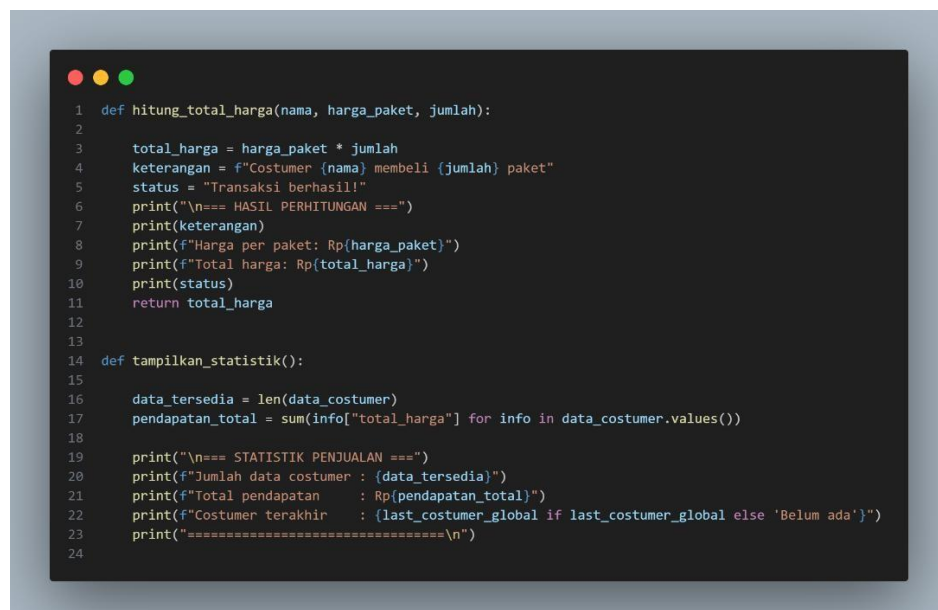 1 def hitung_total_harga(nama, harga_paket, jumlah):
2
3     total_harga = harga_paket * jumlah
4     keterangan = f"Costumer {nama} membeli {jumlah} paket"
5     status = "Transaksi berhasil!"
6     print("\n=== HASIL PERHITUNGAN ===")
7     print(keterangan)
8     print(f"Harga per paket: Rp{harga_paket}")
9     print(f"Total harga: Rp{total_harga}")
10     print(status)
11     return total_harga
12
13
14 def tampilkan_statistik():
15
16     data_tersedia = len(data_costumer)
17     pendapatan_total = sum(info["total_harga"] for info in data_costumer.values())
18
19     print("\n=== STATISTIK PENJUALAN ===")
20     print(f"Jumlah data costumer : {data_tersedia}")
21     print(f"Total pendapatan     : Rp{pendapatan_total}")
22     print(f"Costumer terakhir    : {last_costumer_global if last_costumer_global else 'Belum ada'}")
23     print("=================================\n")
24